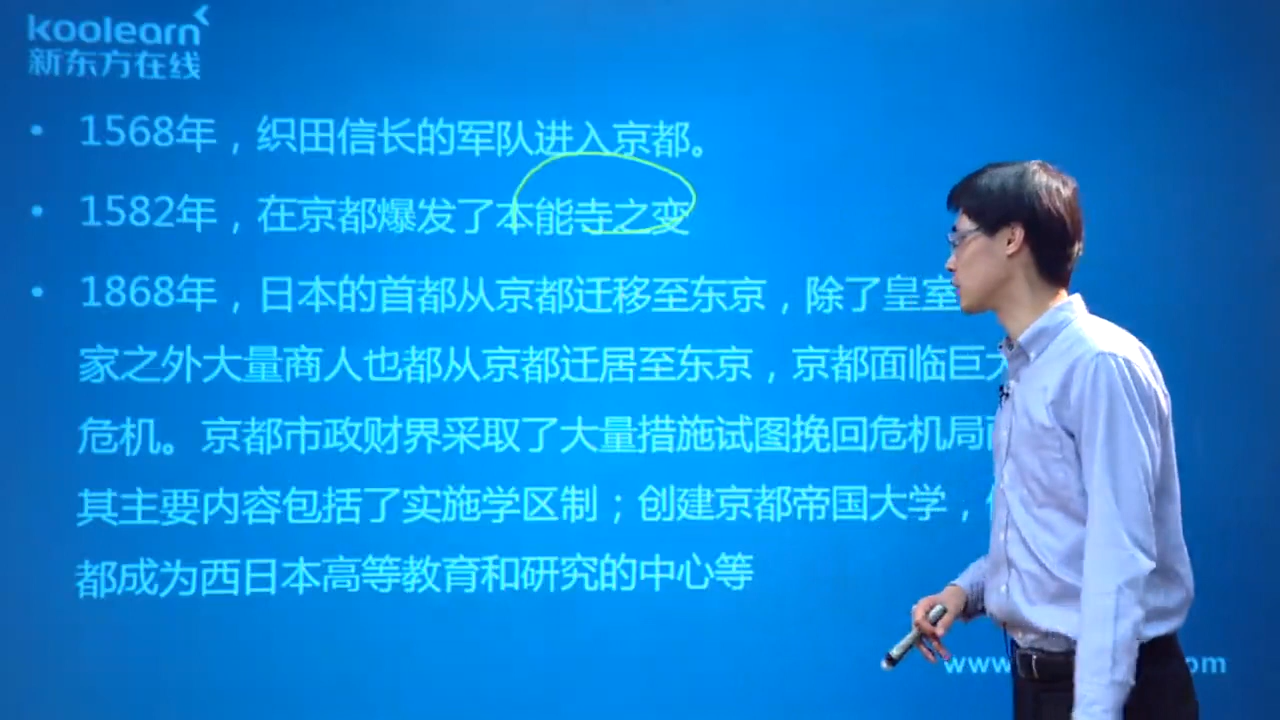 koolearn
新东方在线
• 1568年，织田信长的军队进入京都。
• 1582年，在京都爆发了本能寺之变
• 1868年，日本的首都从京都迁移至东京，除了皇室
家之外大量商人也都从京都迁居至东京，京都面临巨大
危机。京都市政财界采取了大量措施试图挽回危机局
其主要内容包括了实施学区制；创建京都帝国大学，
都成为西日本高等教育和研究的中心等
www.
om